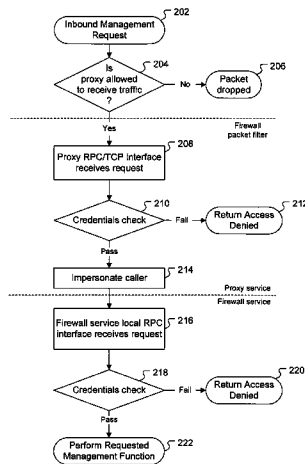 Inbound Management
Request
202
Is
proxy allowed
to receive traffic
?
204
No
Packet
dropped
206
Yes
Firewall
packet filter
Proxy RPC/TCP Interface
receives request
208
Credentials check
210
Fail
Return Access
Denied
212
Pass
Impersonate caller
214
Proxy service
Firewall service
Firewall service local RPC
interface receives request
216
Credentials check
218
Fail
Return Access
Denied
220
Pass
Perform Requested
Management Function
222